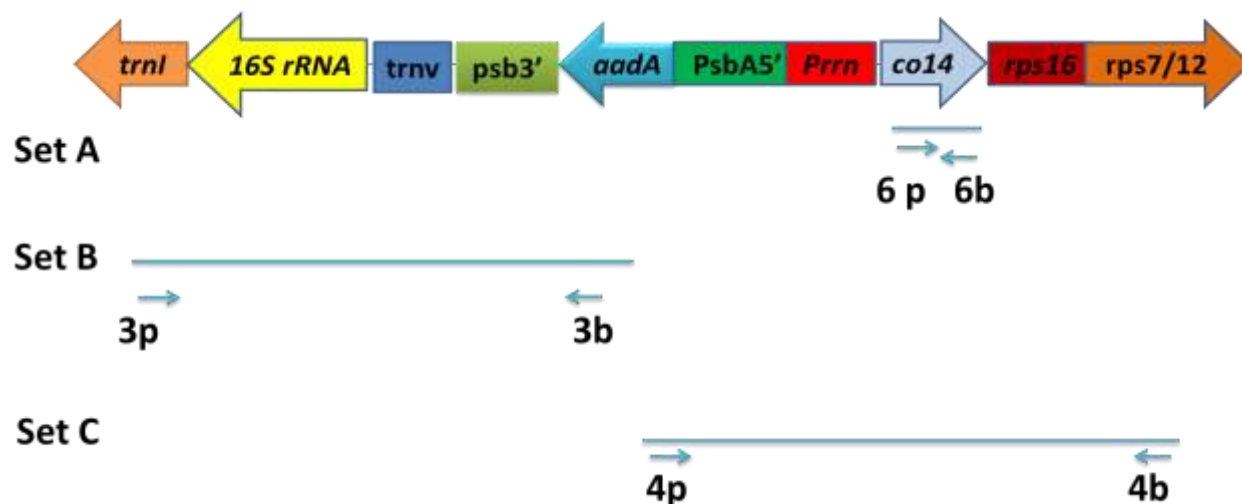 trnI 16S rRNA trnv psb3’ aadA PsbA5’ Prrn co14 rps16 rps7/12
Set A
6 p 6b
Set B
3p 3b
Set C
4p 4b